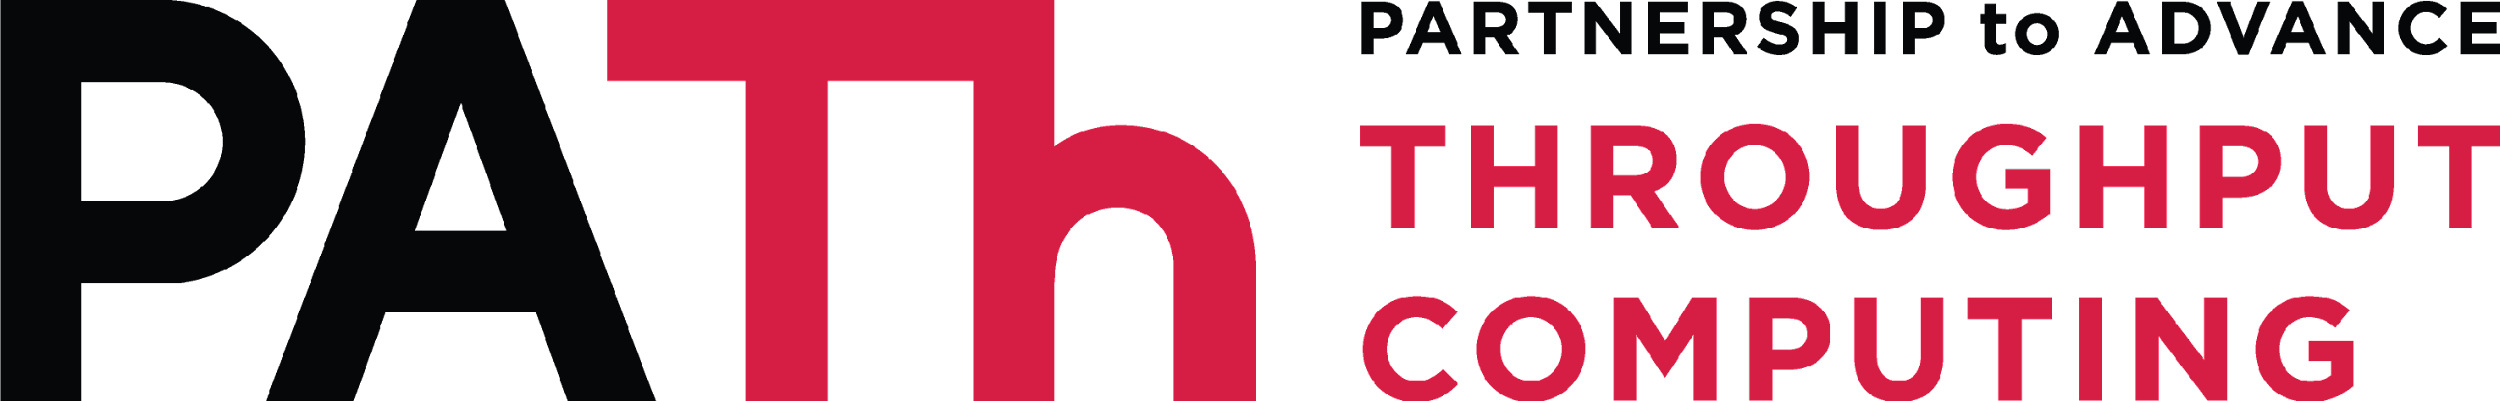 PATh
PARTNERSHIP to ADVANCE
THROUGHPUT
COMPUTING